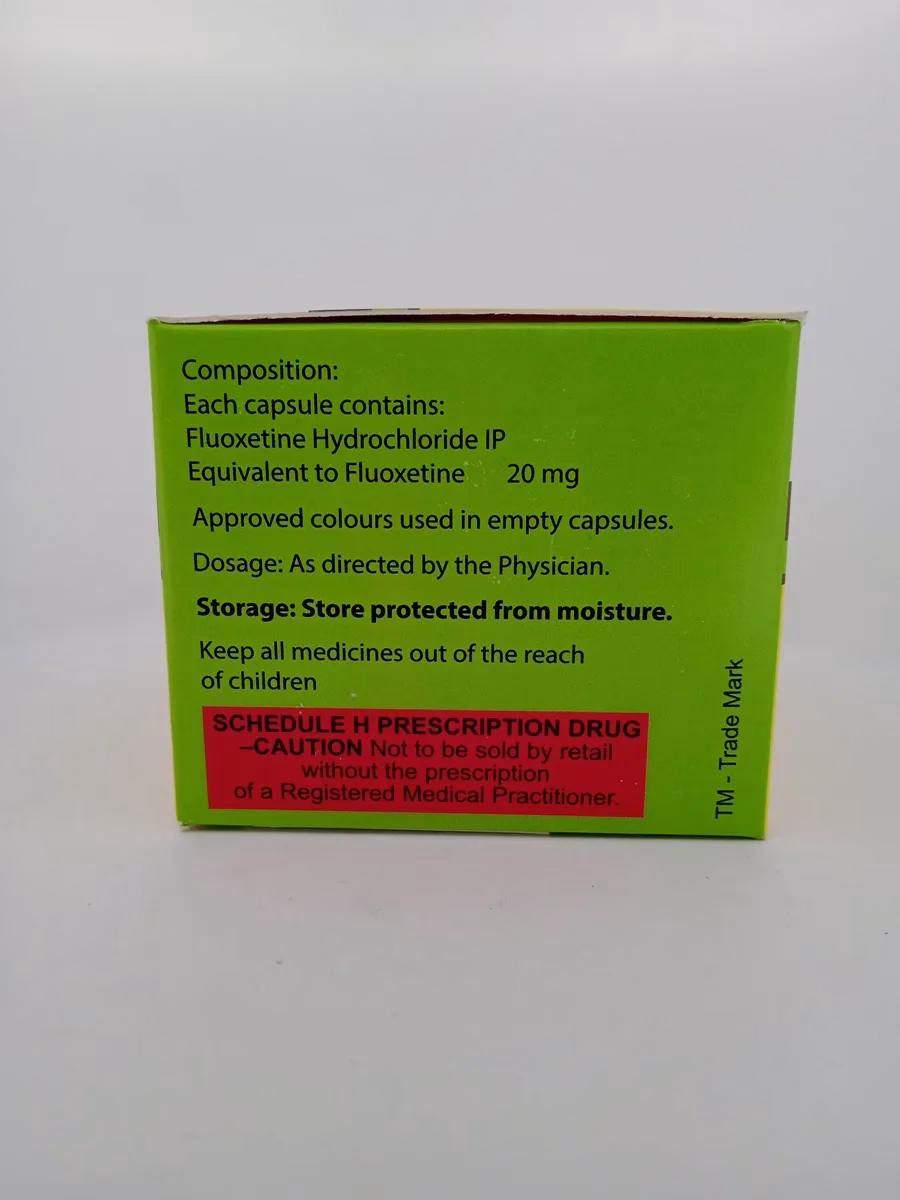 Composition:
Each capsule contains:
Fluoxetine Hydrochloride IP
Equivalent to Fluoxetine 20 mg
Approved colours used in empty capsules.
Dosage: As directed by the Physician.
Storage: Store protected from moisture.
Keep all medicines out of the reach
of children
SCHEDULE H PRESCRIPTION DRUG
–CAUTION Not to be sold by retail
without the prescription
of a Registered Medical Practitioner.
TM - Trade Mark